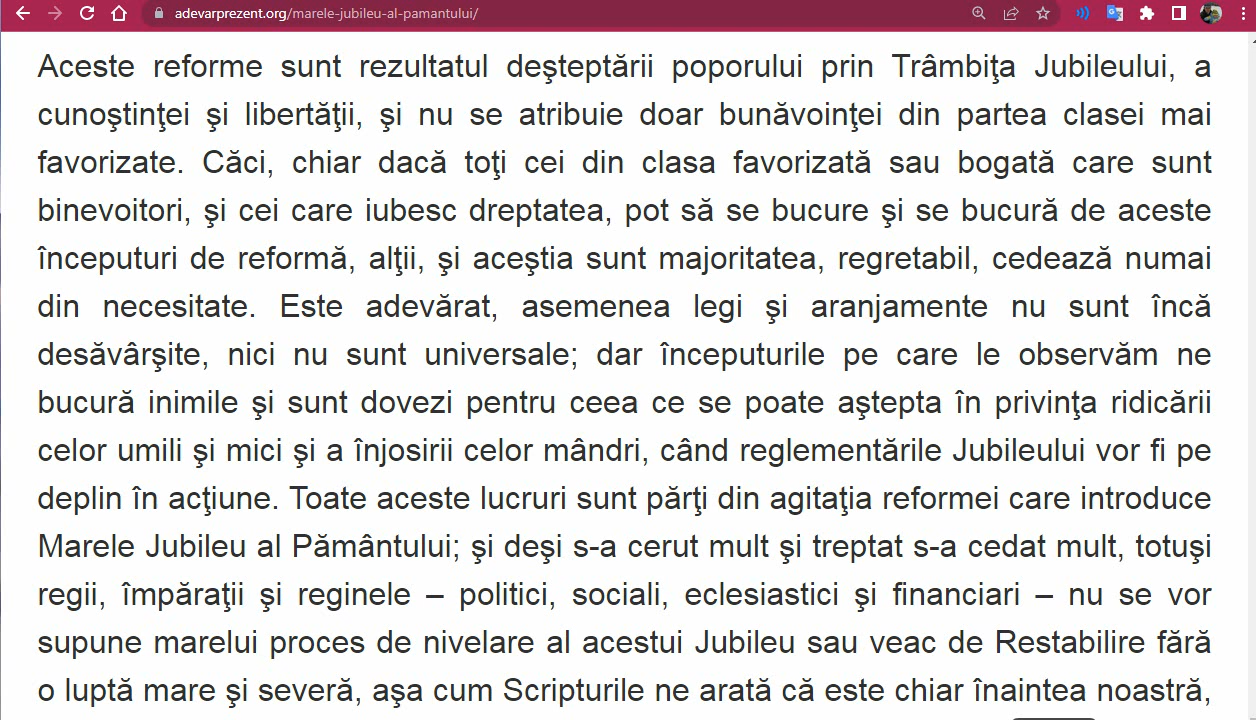 adevarprezent.org/marele-jubileu-al-pamantului/
Aceste reforme sunt rezultatul deşteptării poporului prin Trâmbiţa Jubileului, a
cunoştinţei şi libertăţii, şi nu se atribuie doar bunăvoinţei din partea clasei mai
favorizate. Căci, chiar dacă toţi cei din clasa favorizată sau bogată care sunt
binevoitori, şi cei care iubesc dreptatea, pot să se bucure şi se bucură de aceste
începuturi de reformă, alţii, şi aceştia sunt majoritatea, regretabil, cedează numai
din necesitate. Este adevărat, asemenea legi şi aranjamente nu sunt încă
desăvârşite, nici nu sunt universale; dar începuturile pe care le observăm ne
bucură inimile şi sunt dovezi pentru ceea ce se poate aştepta în privinţa ridicării
celor umili şi mici şi a înjosirii celor mândri, când reglementările Jubileului vor fi pe
deplin în acţiune. Toate aceste lucruri sunt părţi din agitaţia reformei care introduce
Marele Jubileu al Pământului; şi deşi s-a cerut mult şi treptat s-a cedat mult, totuşi
regii, împăraţii şi reginele – politici, sociali, eclesiastici şi financiari – nu se vor
supune marelui proces de nivelare al acestui Jubileu sau veac de Restabilire fără
o luptă mare şi severă, aşa cum Scripturile ne arată că este chiar înaintea noastră,